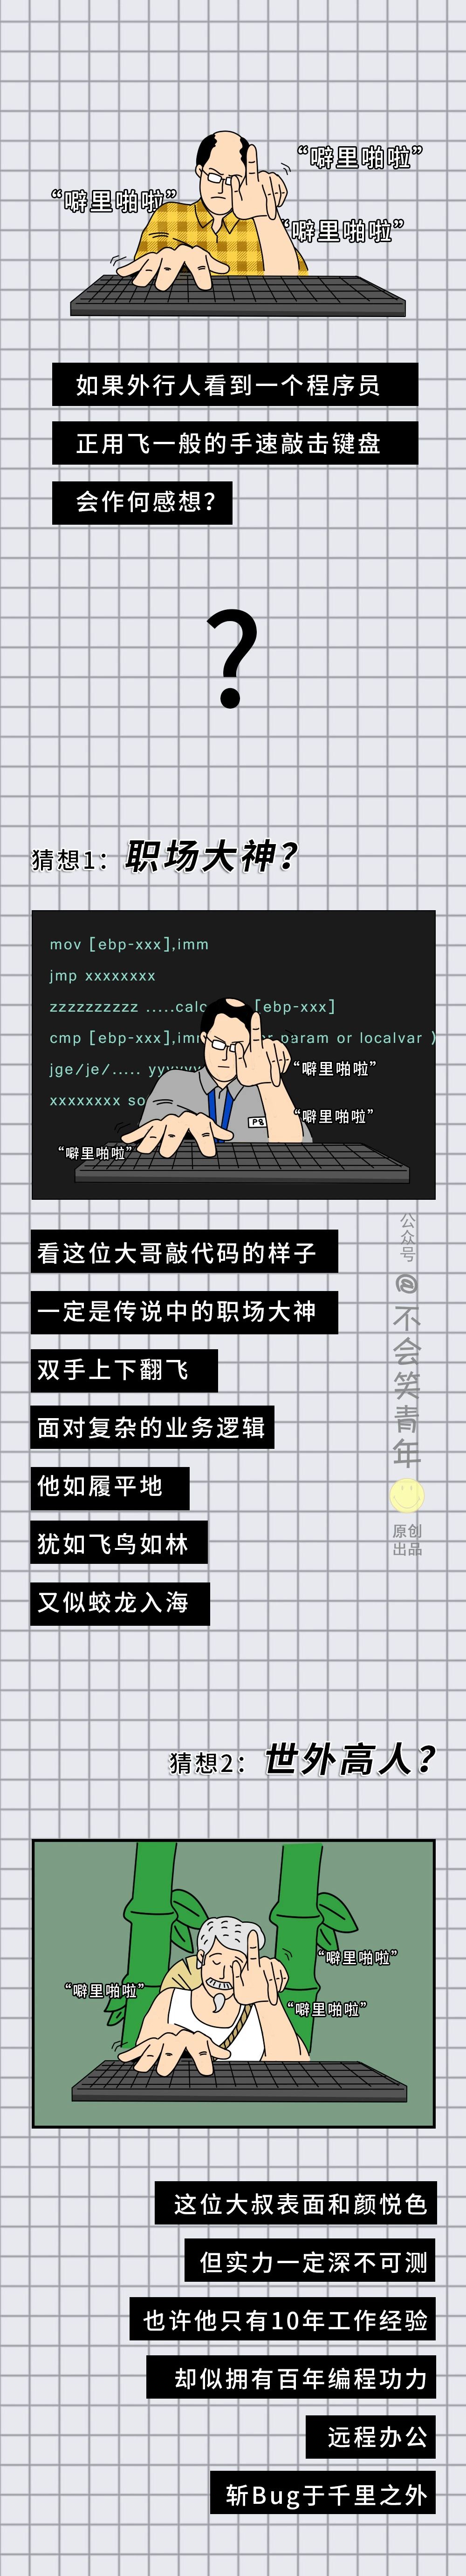 “噼里啪啦”
“噼里啪啦”
“噼里啪啦”
如果外行人看到一个程序员
正用飞一般的手速敲击键盘
会作何感想?
?
猜想1：职场大神?
mov [ebp-xxx],imm
jmp xxxxxxxx
zzzzzzzzzz .....calc [ebp-xxx]
cmp [ebp-xxx],imm param or localvar )
jge/je/..... yyyyyy
xxxxxxxx so
“噼里啪啦”
P8
“噼里啪啦”
“噼里啪啦”
公众号
@不会笑青年
原创
出品
看这位大哥敲代码的样子
一定是传说中的职场大神
双手上下翻飞
面对复杂的业务逻辑
他如履平地
犹如飞鸟如林
又似蛟龙入海
猜想2：世外高人?
“噼里啪啦”
“噼里啪啦”
“噼里啪啦”
这位大叔表面和颜悦色
但实力一定深不可测
也许他只有10年工作经验
却似拥有百年编程功力
远程办公
斩Bug于千里之外